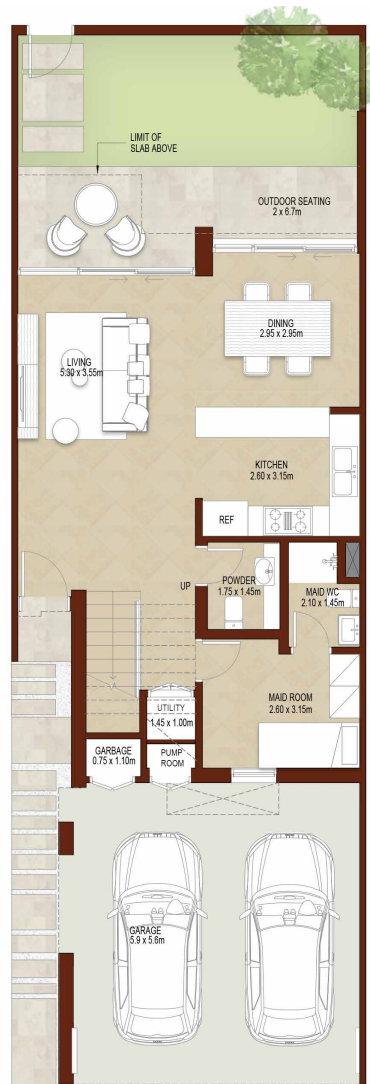 LIMIT OF
SLAB ABOVE
OUTDOOR SEATING
2 x 6.7m
DINING
2.95 x 2.95m
LIVING
5.30 x 3.55m
KITCHEN
2.60 x 3.15m
REF
POWDER
1.75 x 1.45m
UP
MAID WC
2.10 x 1.45m
MAID ROOM
2.60 x 3.15m
UTILITY
1.45 x 1.00m
GARBAGE
0.75 x 1.10m
PUMP
ROOM
GARAGE
5.9 x 5.6m